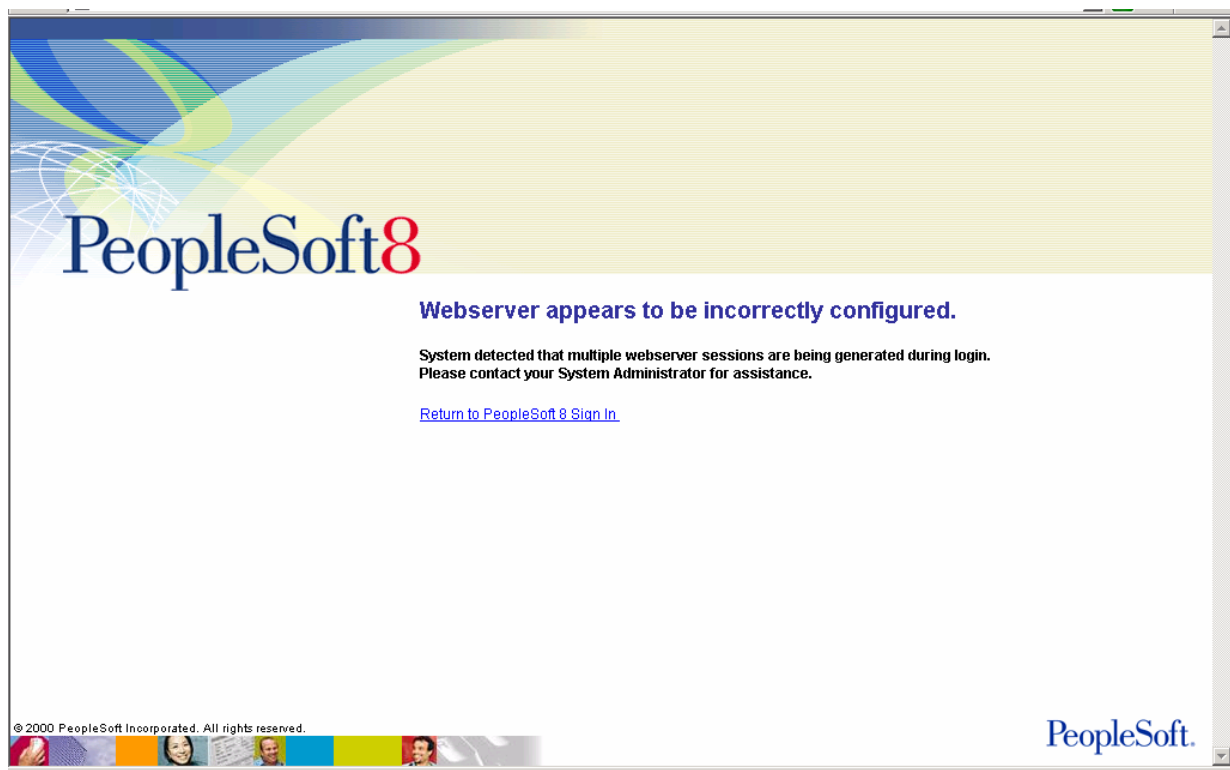 PeopleSoft8
Webserver appears to be incorrectly configured.
System detected that multiple webserver sessions are being generated during login.
Please contact your System Administrator for assistance.
Return to PeopleSoft 8 Sign In
© 2000 PeopleSoft Incorporated. All rights reserved.
PeopleSoft.